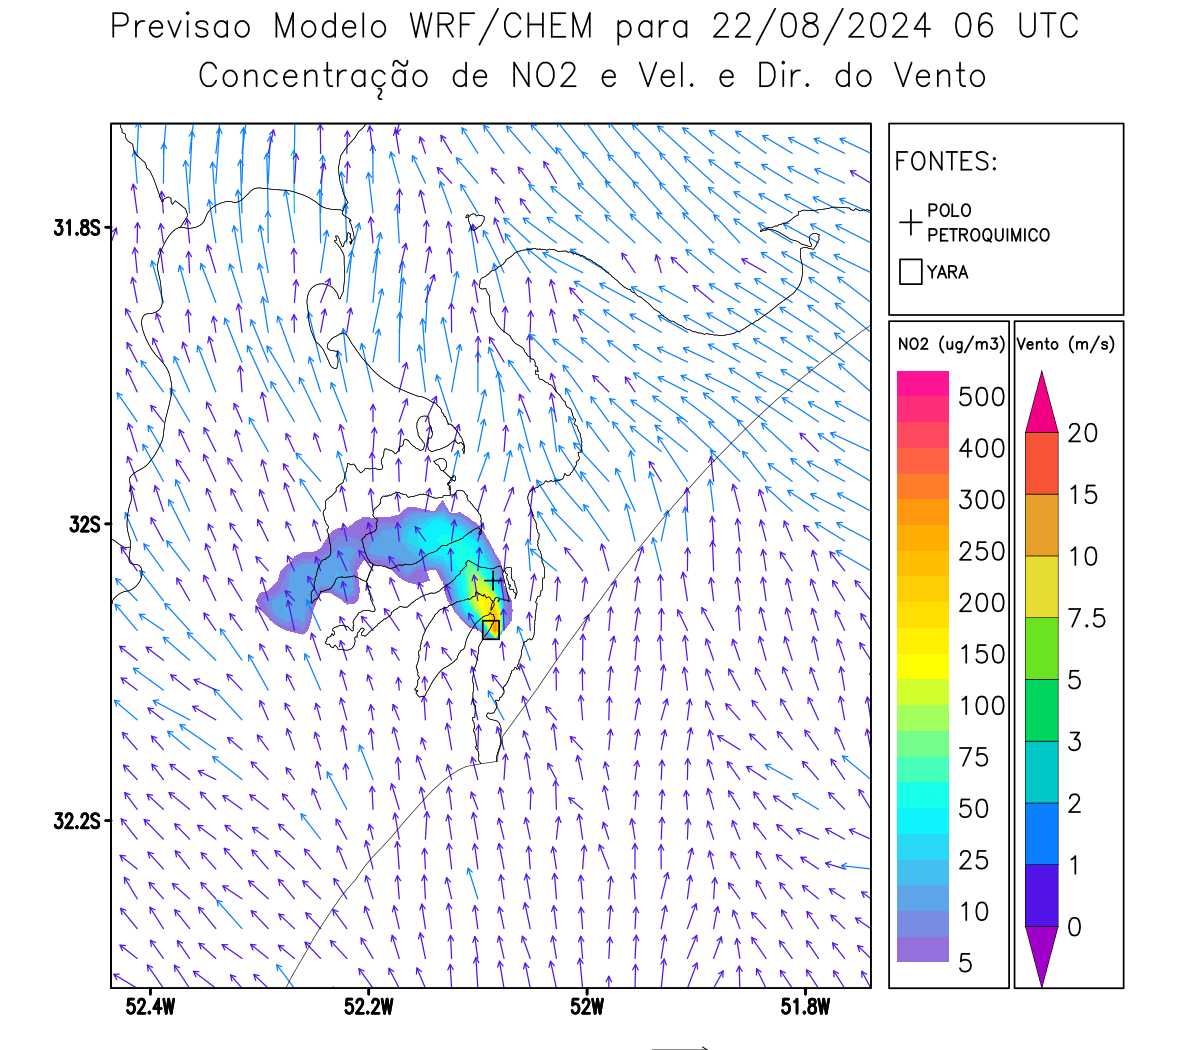 Previsao Modelo WRF/CHEM para 22/08/2024 06 UTC
Concentração de NO2 e Vel. e Dir. do Vento
FONTES:
POLO
PETROQUIMICO
YARA
31.8S
32S
32.2S
52.4W
52.2W
52W
51.8W
NO2 (ug/m3)
500
400
300
250
200
150
100
75
50
25
10
5
Vento (m/s)
20
15
10
7.5
5
3
2
1
0